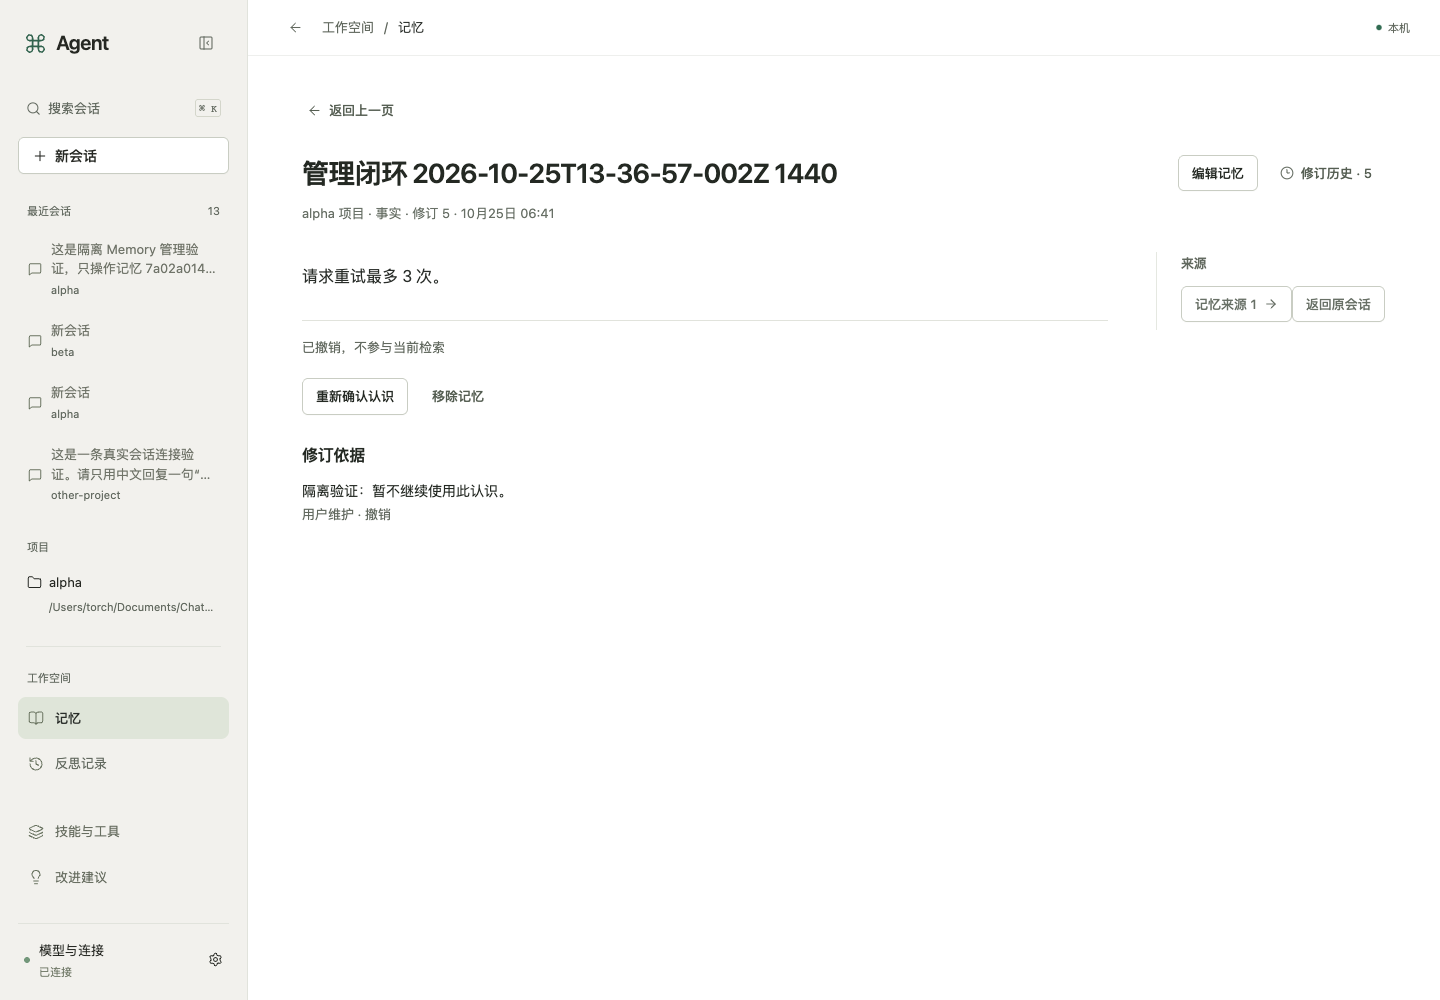 Agent
搜索会话
⌘ K
新会话
最近会话
13
这是隔离 Memory 管理验
证，只操作记忆 7a02a014...
alpha
新会话
beta
新会话
alpha
这是一条真实会话连接验
证。请只用中文回复一句“...
other-project
项目
alpha
/Users/torch/Documents/Chat...
工作空间
记忆
反思记录
技能与工具
改进建议
模型与连接
已连接
工作空间 / 记忆
本机
返回上一页
管理闭环 2026-10-25T13-36-57-002Z 1440
编辑记忆
修订历史 · 5
alpha 项目 · 事实 · 修订 5 · 10月25日 06:41
请求重试最多 3 次。
来源
记忆来源 1 →
返回原会话
已撤销，不参与当前检索
重新确认认识
移除记忆
修订依据
隔离验证：暂不继续使用此认识。
用户维护 · 撤销